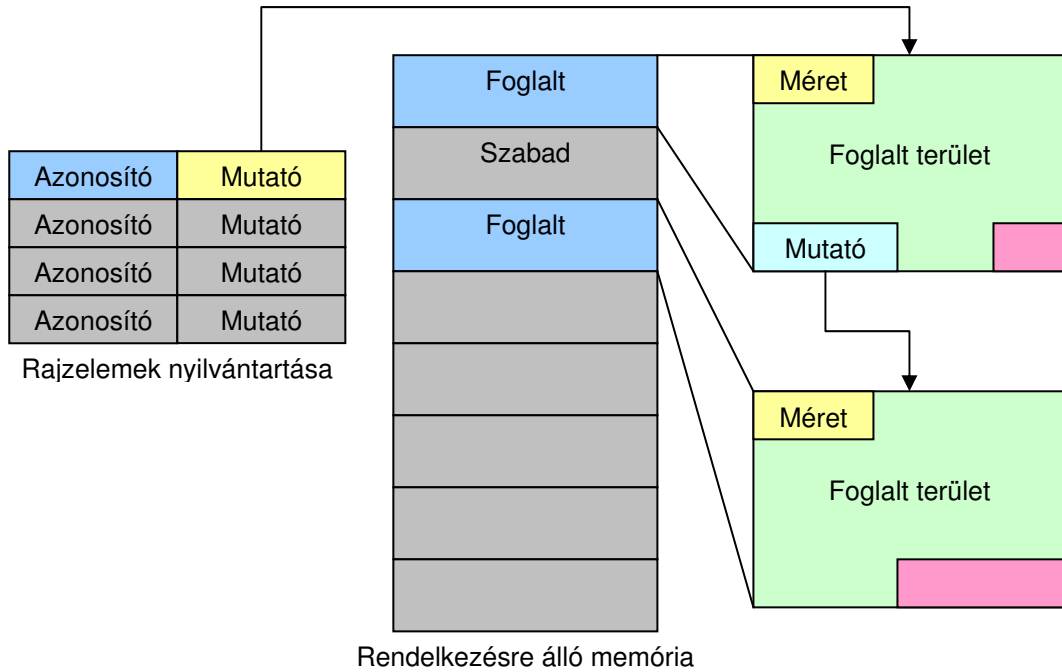 Azonosító Mutató
Azonosító Mutató
Azonosító Mutató
Azonosító Mutató
Rajzelemek nyilvántartása
Foglalt
Szabad
Foglalt
Rendelkezésre álló memória
Méret
Foglalt terület
Mutató
Méret
Foglalt terület